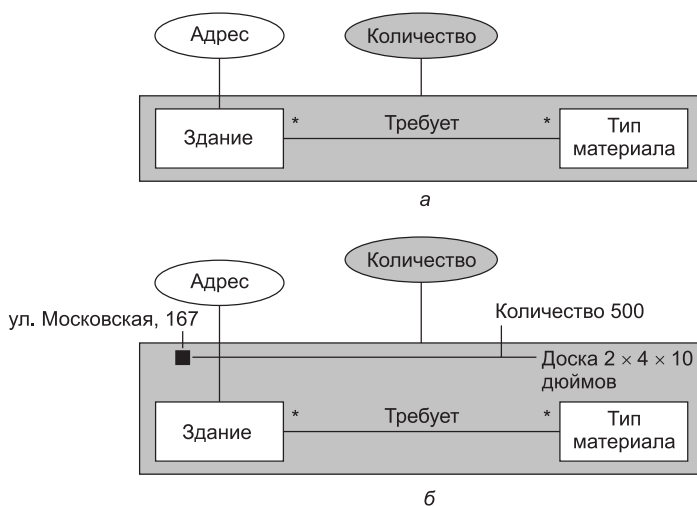 Адрес
Количество
Здание
*
Требует
*
Тип
материала
а
Количество
Адрес
ул. Московская, 167
Количество 500
Доска 2 × 4 × 10
дюймов
Здание
*
Требует
*
Тип
материала
б